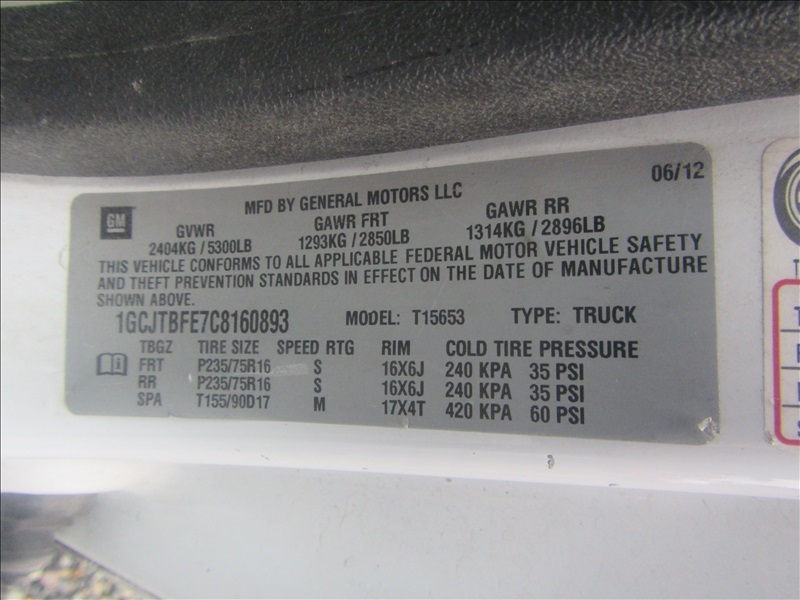 06/12
GM
MFD BY GENERAL MOTORS LLC
GVWR GAWR FRT GAWR RR
2404KG / 5300LB 1293KG / 2850LB 1314KG / 2896LB
THIS VEHICLE CONFORMS TO ALL APPLICABLE FEDERAL MOTOR VEHICLE SAFETY
AND THEFT PREVENTION STANDARDS IN EFFECT ON THE DATE OF MANUFACTURE
SHOWN ABOVE.
1GCJTBFE7C8160893 MODEL: T15653 TYPE: TRUCK
TBGZ TIRE SIZE SPEED RTG RIM COLD TIRE PRESSURE
FRT P235/75R16 S 16X6J 240 KPA 35 PSI
RR P235/75R16 S 16X6J 240 KPA 35 PSI
SPA T155/90D17 M 17X4T 420 KPA 60 PSI